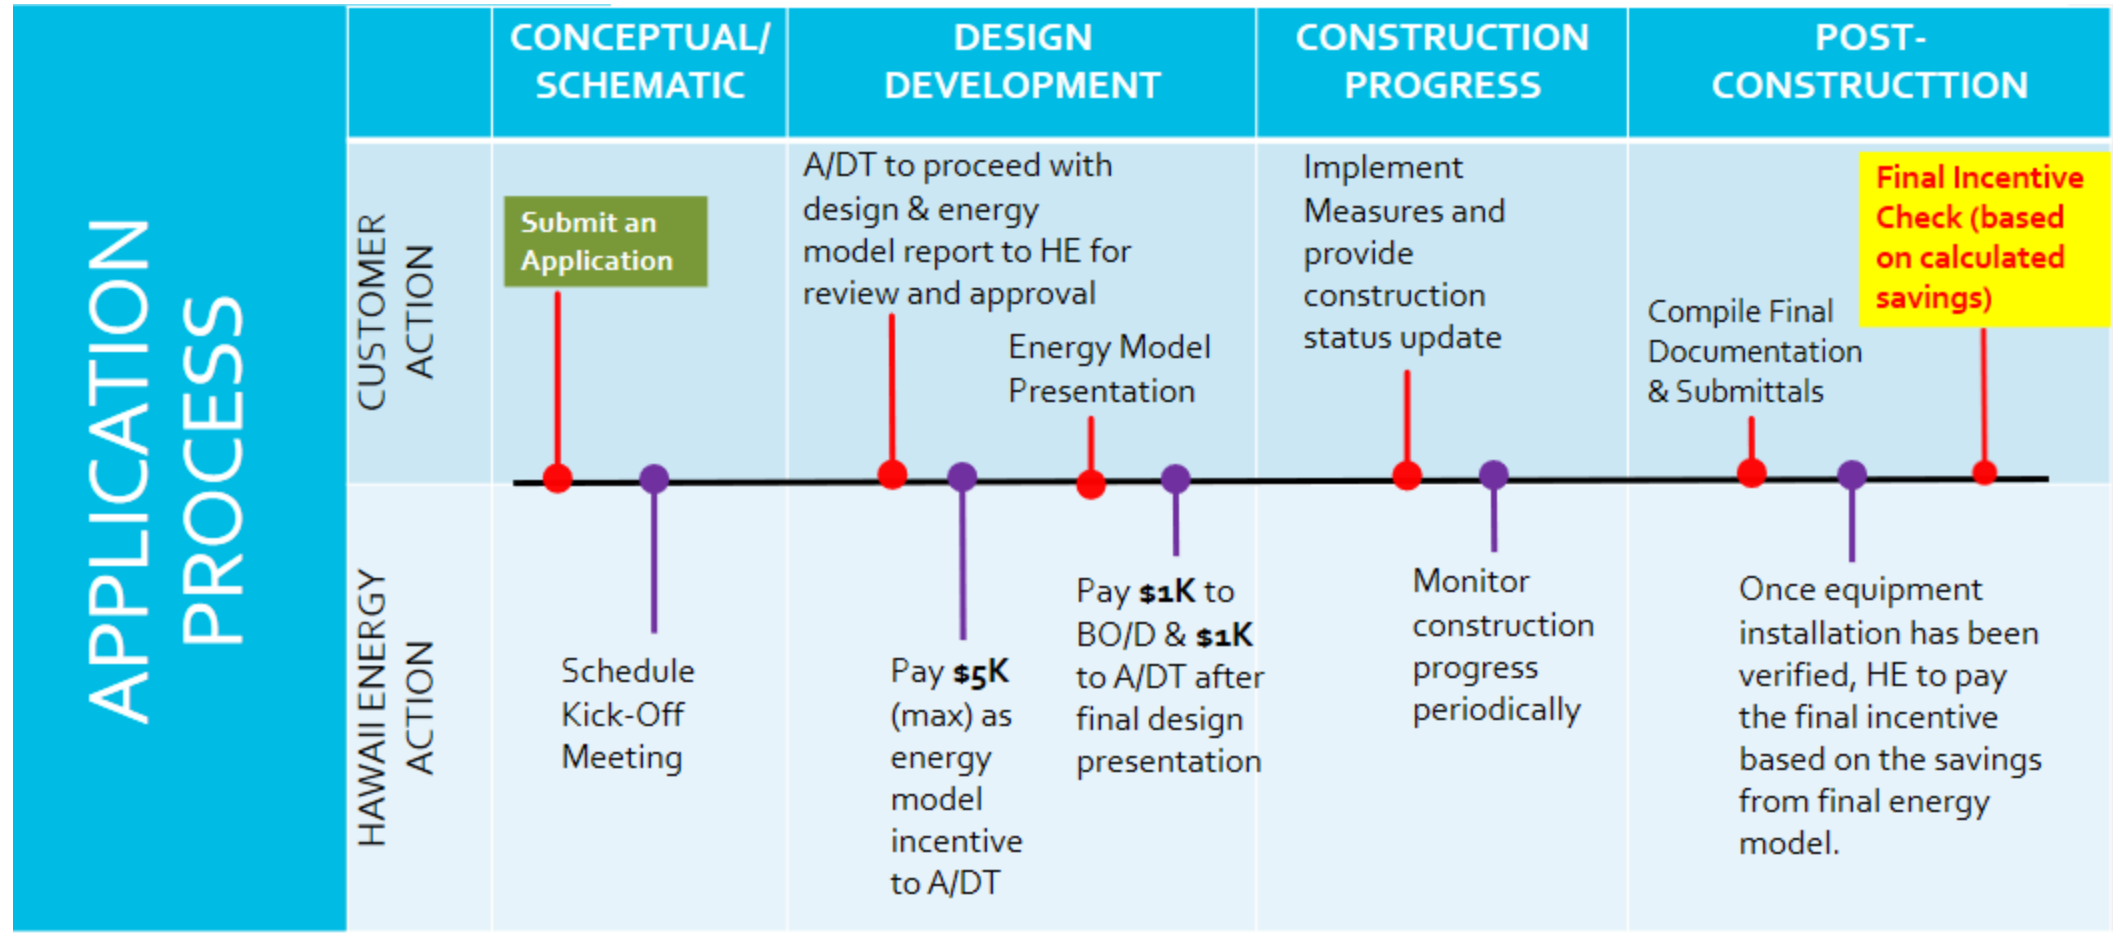 APPLICATION
PROCESS
CONCEPTUAL/
SCHEMATIC
DESIGN
DEVELOPMENT
CONSTRUCTION
PROGRESS
POST-
CONSTRUCTTION
CUSTOMER
ACTION
Submit an
Application
A/DT to proceed with
design & energy
model report to HE for
review and approval
Energy Model
Presentation
Implement
Measures and
provide
construction
status update
Compile Final
Documentation
& Submittals
Final Incentive
Check (based
on calculated
savings)
HAWAII ENERGY
ACTION
Schedule
Kick-Off
Meeting
Pay $5K
(max) as
energy
model
incentive
to A/DT
Pay $1K to
BO/D & $1K
to A/DT after
final design
presentation
Monitor
construction
progress
periodically
Once equipment
installation has been
verified, HE to pay
the final incentive
based on the savings
from final energy
model.